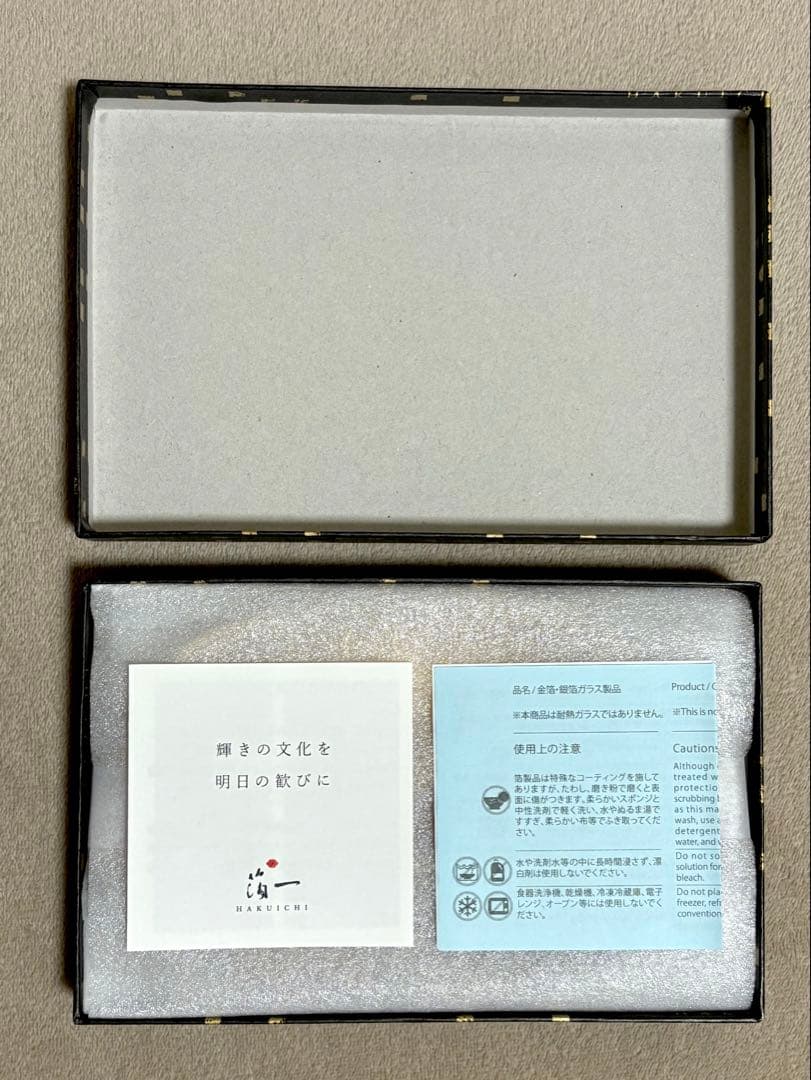 HAKUI
輝きの文化を
明日の歓びに
箔一
HAKUICHI
品名/金箔・銀箔ガラス製品
※本商品は耐熱ガラスではありません。
使用上の注意
箔製品は特殊なコーティングを施して
ありますが、たわし、磨き粉で磨くと表
面に傷がつきます。柔らかいスポンジと
中性洗剤で軽く洗い、水やぬるま湯で
すすぎ、柔らかい布等でふき取ってくだ
さい。
水や洗剤水等の中に長時間浸さず、漂
白剤は使用しないでください。
食器洗浄機、乾燥機、冷凍冷蔵庫、電子
レンジ、オーブン等には使用しないでく
ださい。
Product / 
※This is
Cautions
Although
treated
protectio
scrubbing
as this ma
wash, use
detergent
water, and
Do not so
solution for
bleach.
Do not pla
freezer, refr
convention